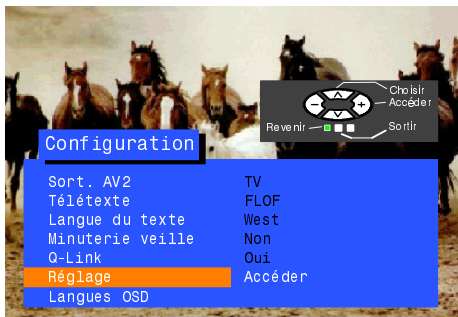 Choisir
Accéder
Revenir
Sortir
Configuration
Sort. AV2 TV
Télétexte FLOF
Langue du texte West
Minuterie veille Non
Q-Link Oui
Réglage Accéder
Langues OSD